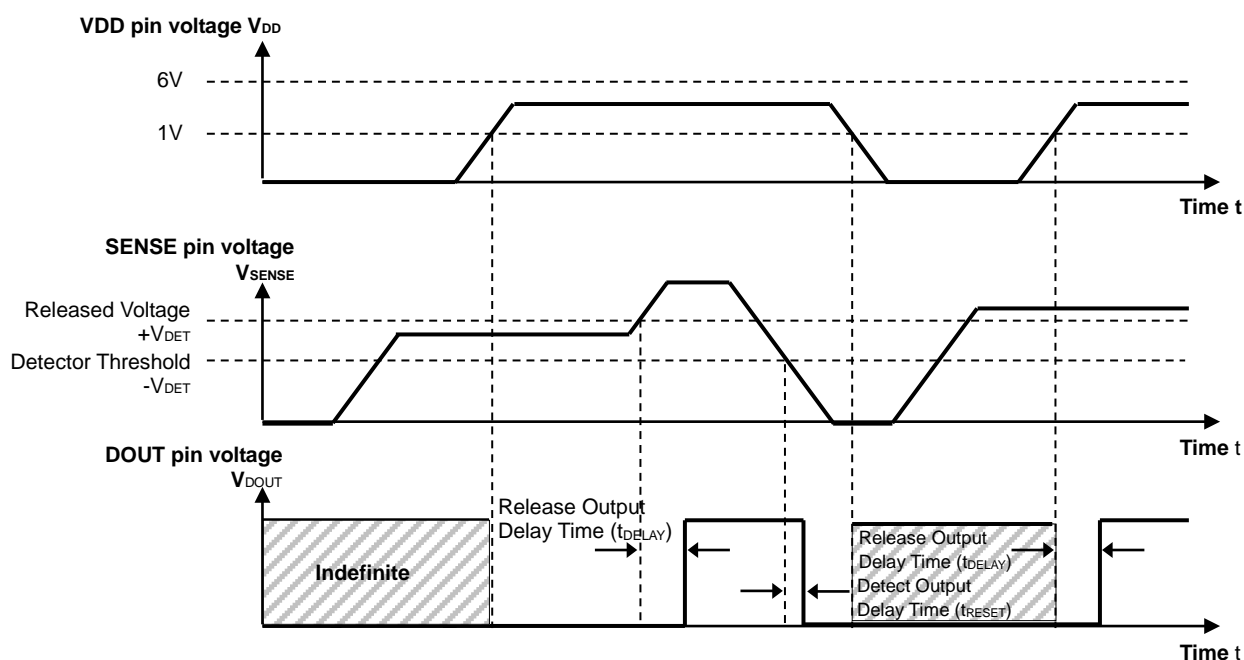 VDD pin voltage VDD
6V
1V
Time t
SENSE pin voltage
VSENSE
Released Voltage
+VDET
Detector Threshold
-VDET
Time t
DOUT pin voltage
VDOUT
Release Output
Delay Time (tDELAY)
Indefinite
Release Output
Delay Time (tDELAY)
Detect Output
Delay Time (tRESET)
Time t